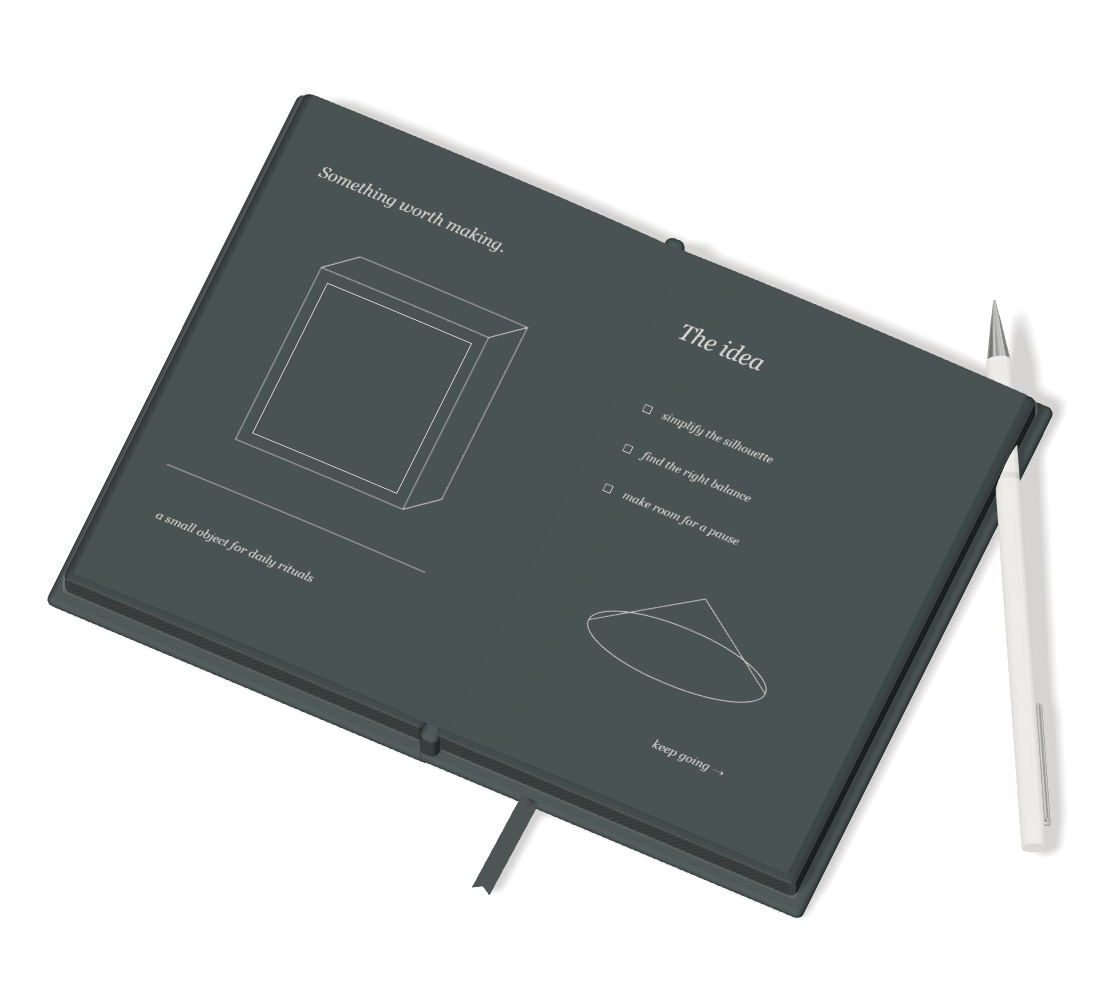 Something worth making.
a small object for daily rituals
The idea
simplify the silhouette
find the right balance
make room for a pause
keep going →